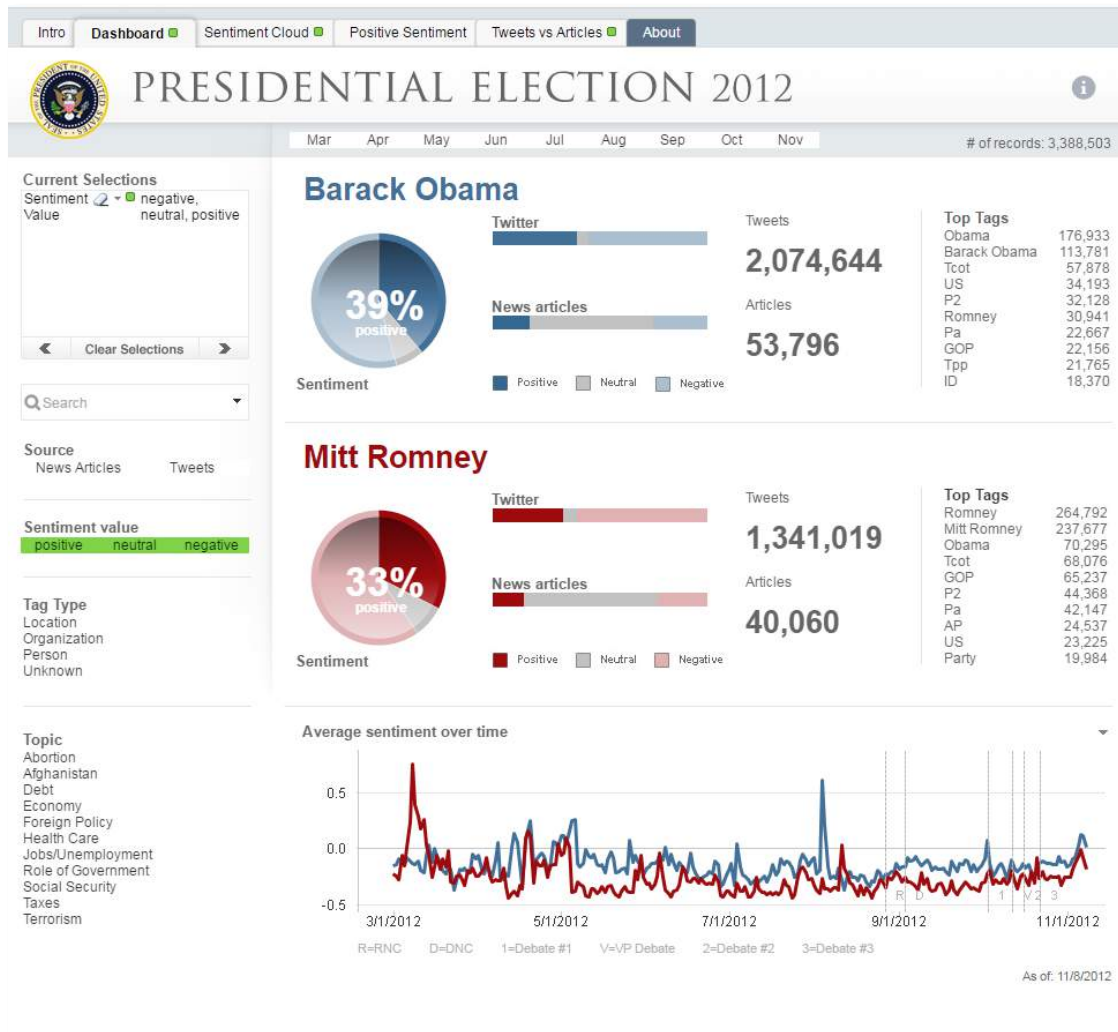 Intro Dashboard Sentiment Cloud Positive Sentiment Tweets vs Articles About
PRESIDENTIAL ELECTION 2012
Mar Apr May Jun Jul Aug Sep Oct Nov
# of records: 3,388,503
Current Selections
Sentiment Value negative, neutral, positive
Clear Selections
Search
Source
News Articles Tweets
Sentiment value
positive neutral negative
Tag Type
Location
Organization
Person
Unknown
Topic
Abortion
Afghanistan
Debt
Economy
Foreign Policy
Health Care
Jobs/Unemployment
Role of Government
Social Security
Taxes
Terrorism
Barack Obama
39%
positive
Sentiment
Twitter
News articles
Positive Neutral Negative
Tweets
2,074,644
Articles
53,796
Top Tags
Obama 176,933
Barack Obama 113,781
Tcot 57,878
US 34,193
P2 32,128
Romney 30,941
Pa 22,667
GOP 22,156
Tpp 21,765
ID 18,370
Mitt Romney
33%
positive
Sentiment
Twitter
News articles
Positive Neutral Negative
Tweets
1,341,019
Articles
40,060
Top Tags
Romney 264,792
Mitt Romney 237,677
Obama 70,295
Tcot 68,076
GOP 65,237
P2 44,368
Pa 42,147
AP 24,537
US 23,225
Party 19,984
Average sentiment over time
0.5
0.0
-0.5
R D 1 V 2 3
3/1/2012 5/1/2012 7/1/2012 9/1/2012 11/1/2012
R=RNC D=DNC 1=Debate #1 V=VP Debate 2=Debate #2 3=Debate #3
As of: 11/8/2012